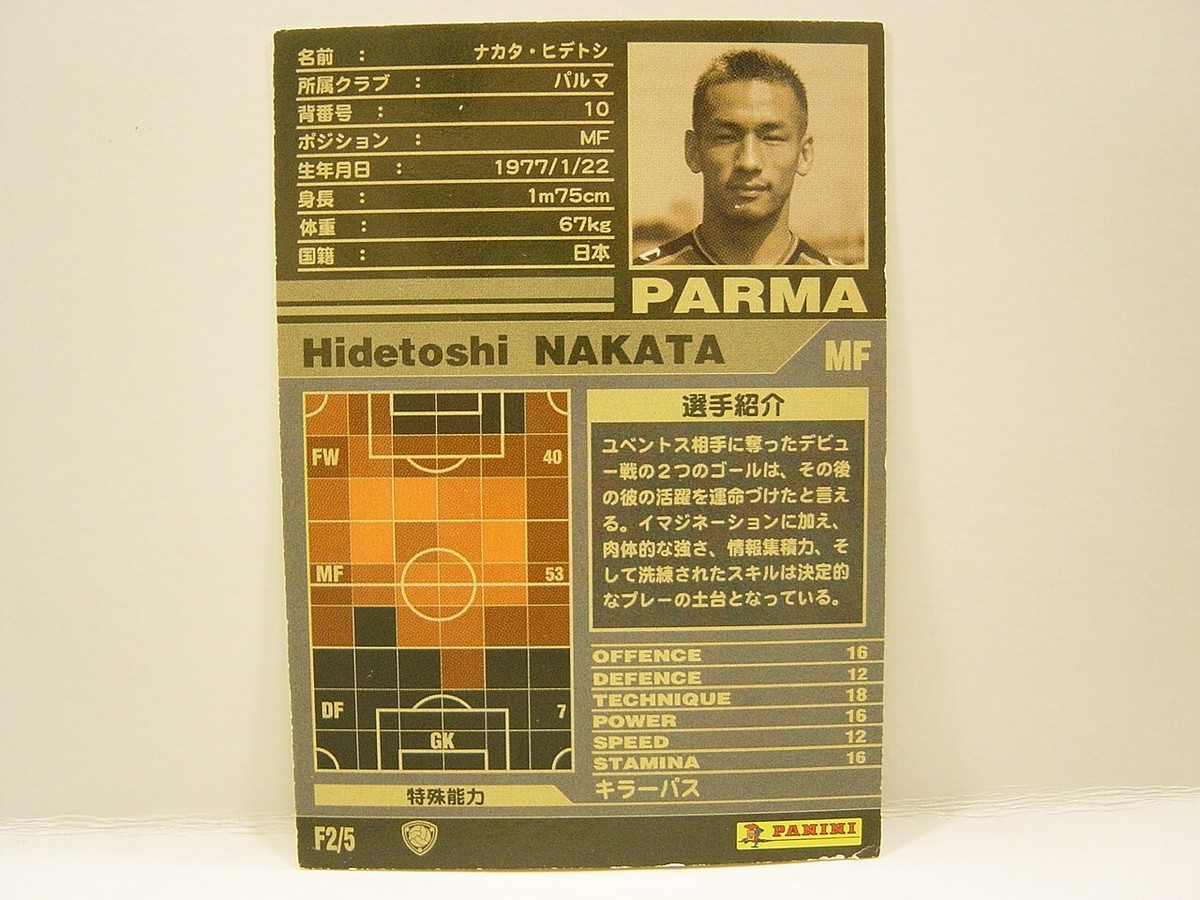 名前 : ナカタ・ヒデトシ
所属クラブ : パルマ
背番号 : 10
ポジション : MF
生年月日 : 1977/1/22
身長 : 1m75cm
体重 : 67kg
国籍 : 日本
PARMA
Hidetoshi NAKATA
MF
FW 40
MF 53
DF 7
GK
選手紹介
ユベントス相手に奪ったデビュ
ー戦の2つのゴールは、その後
の彼の活躍を運命づけたと言え
る。イマジネーションに加え、
肉体的な強さ、情報集積力、そ
して洗練されたスキルは決定的
なプレーの土台となっている。
OFFENCE 16
DEFENCE 12
TECHNIQUE 18
POWER 16
SPEED 12
STAMINA 16
特殊能力 キラーパス
F2/5
PANINI